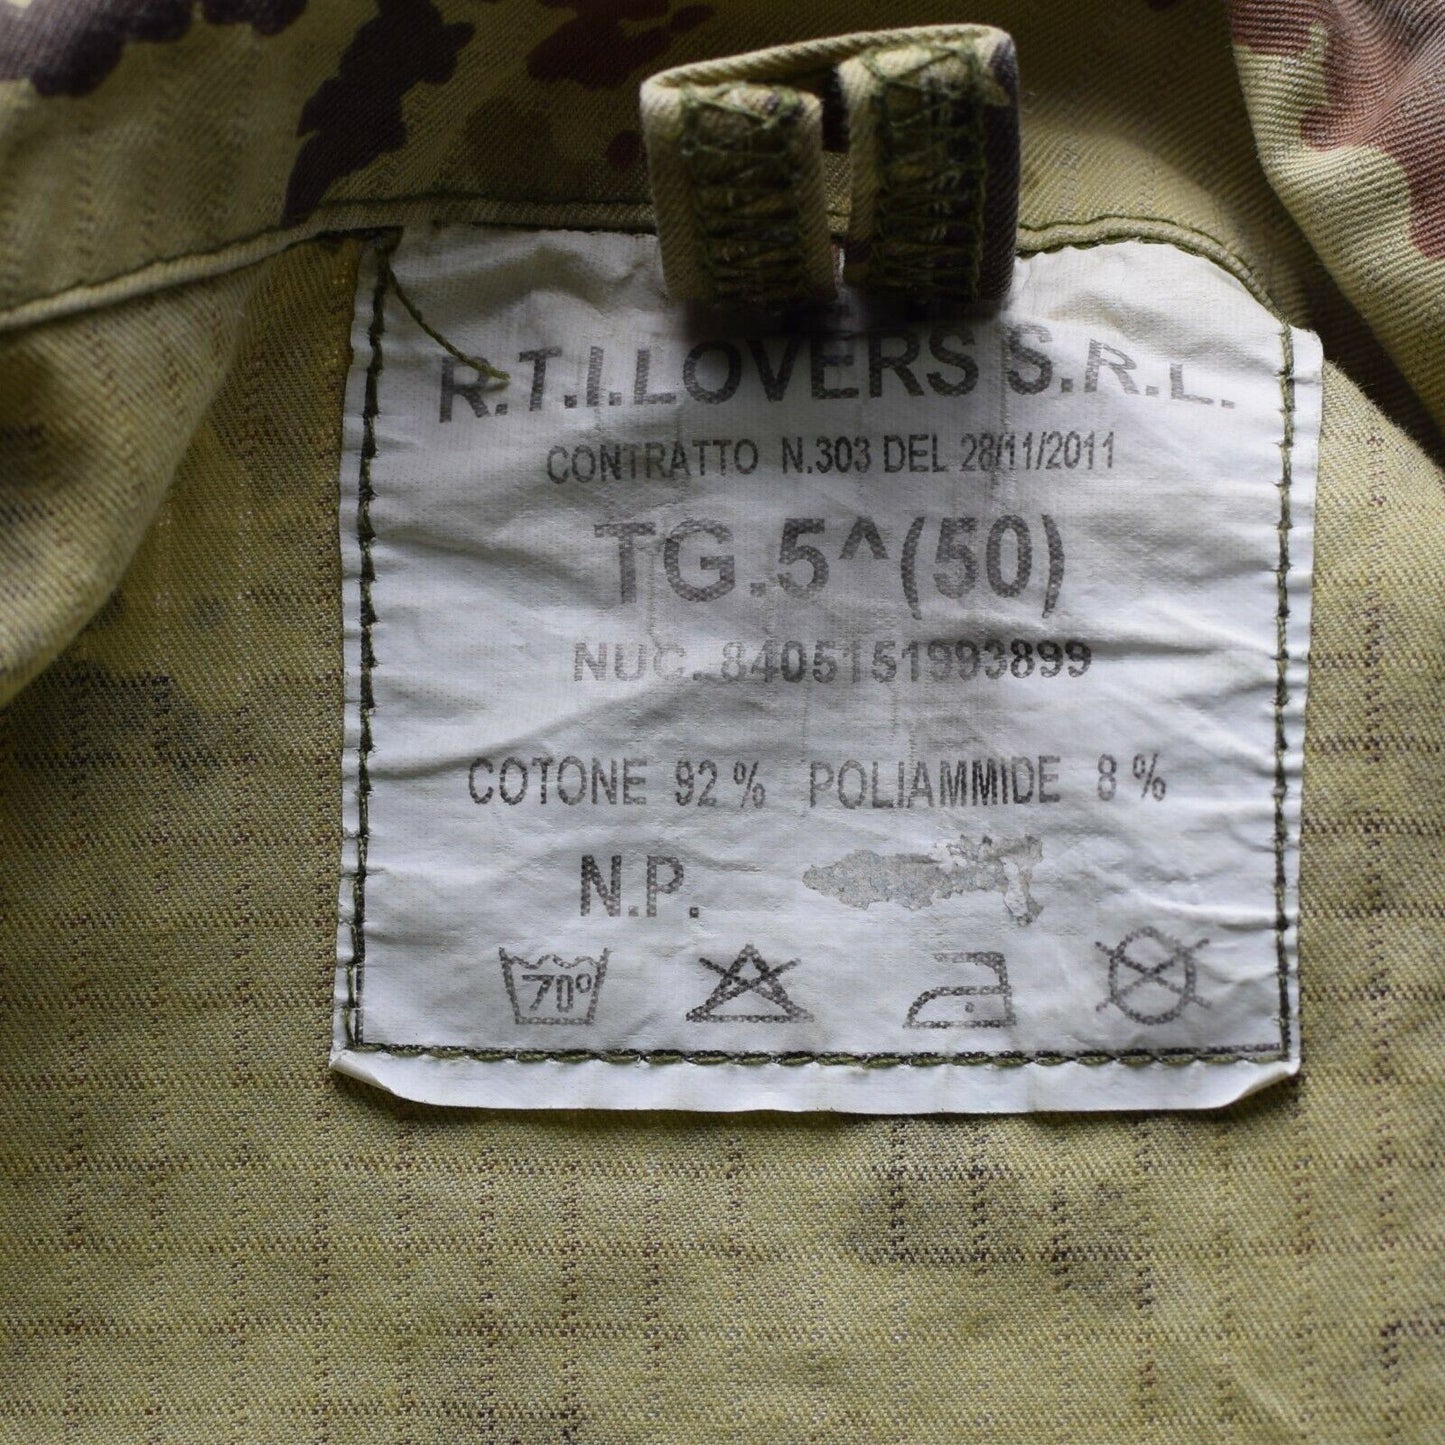 R.T.I.LOVERS S.R.L.
CONTRATTO N.303 DEL 28/11/2011
TG.5^(50)
NUC. 8405151993899
COTONE 92% POLIAMMIDE 8%
N.P.
70°